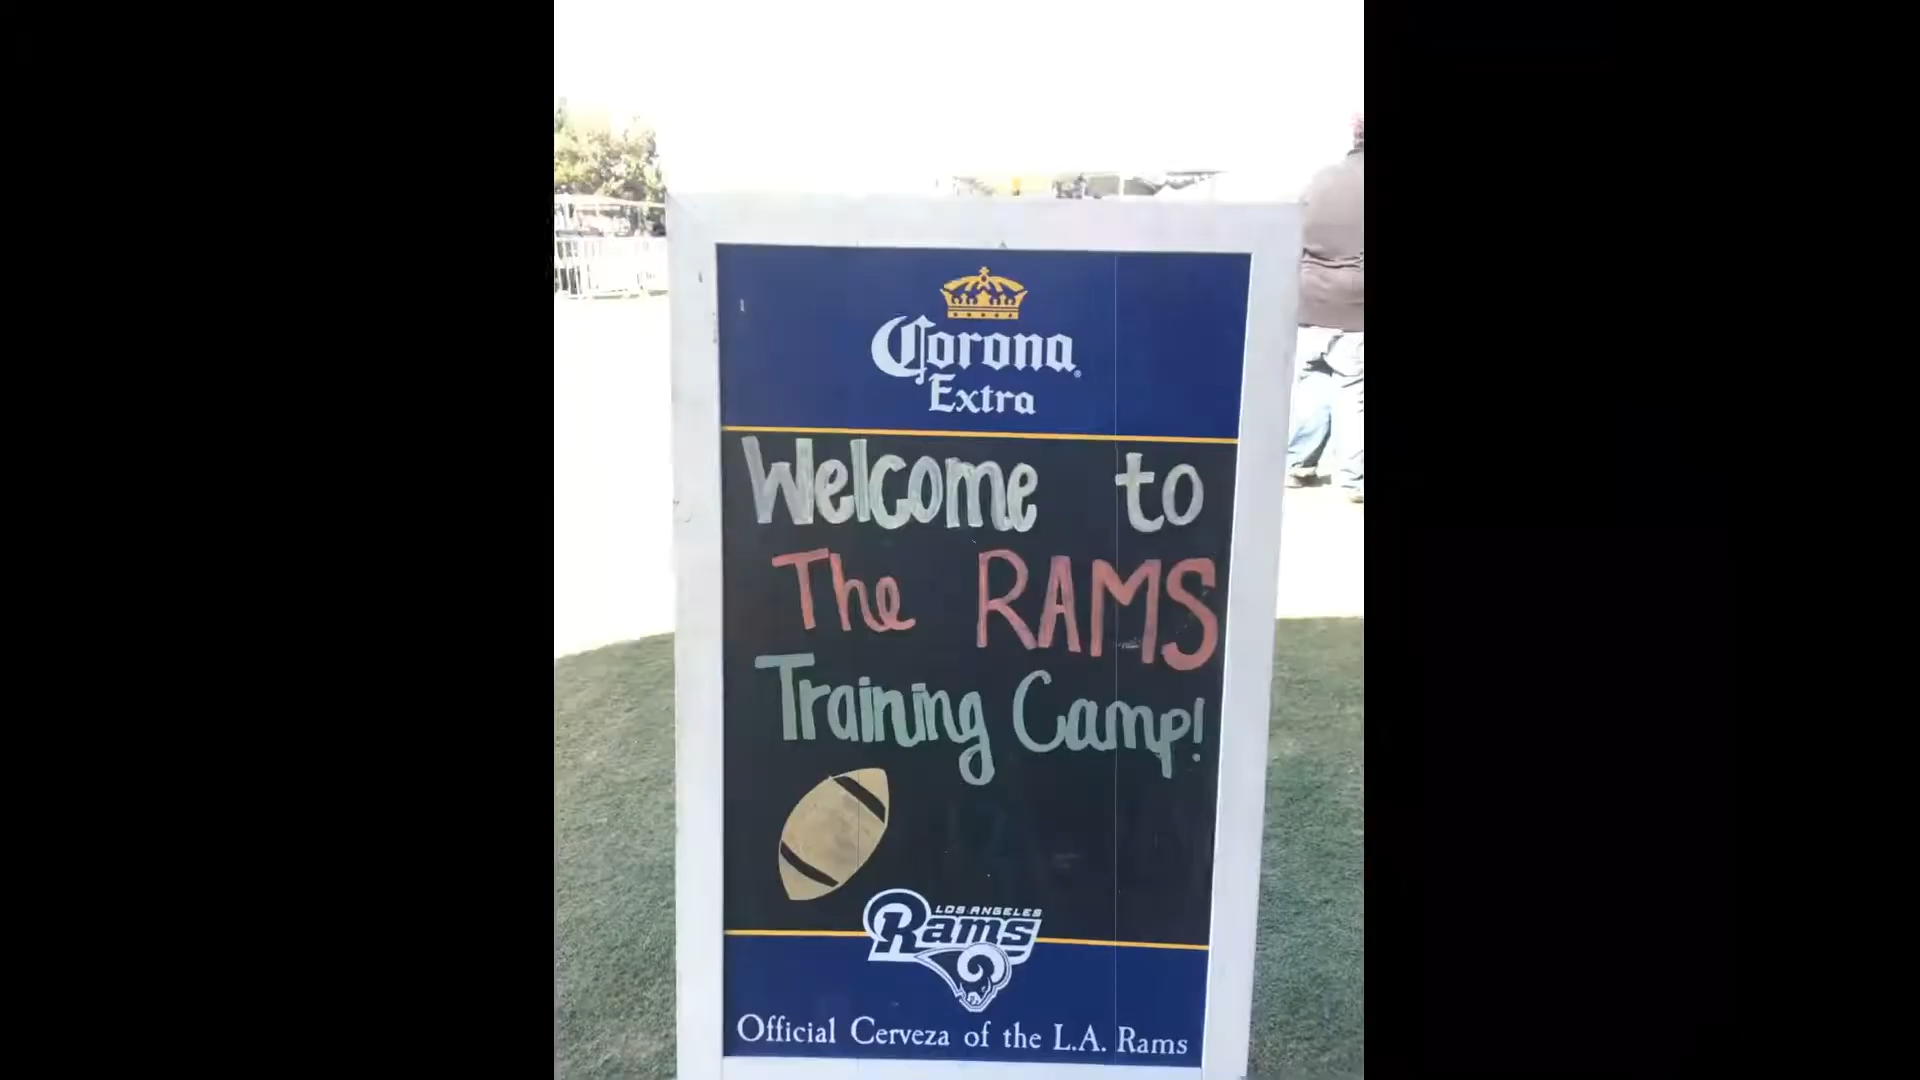 Corona
Extra
Welcome to
The RAMS
Training Camp!
LOS ANGELES
Rams
Official Cerveza of the L.A. Rams